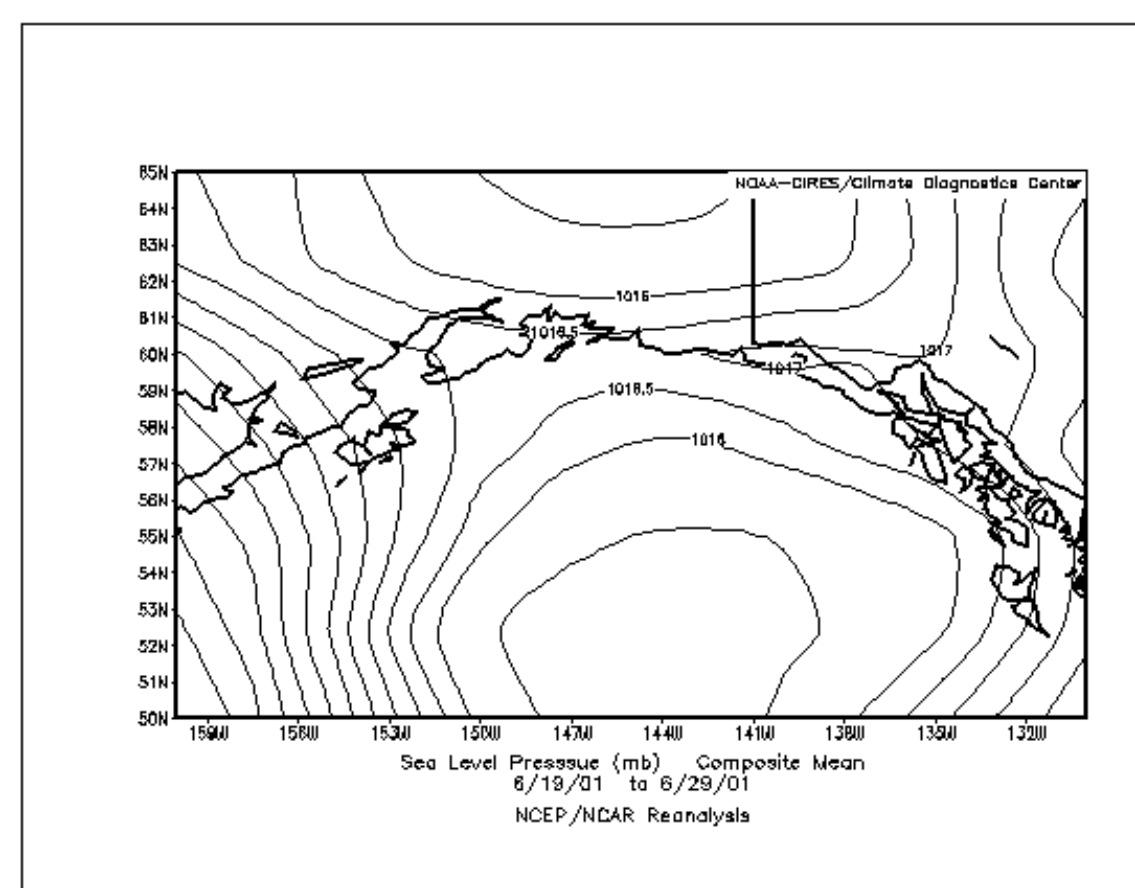 NOAA-CIRES/Climate Diagnostics Center
65N
64N
63N
62N
61N
60N
59N
58N
57N
56N
55N
54N
53N
52N
51N
50N
1016
1016.5
1017
1017
1016.5
1016
159W 156W 153W 150W 147W 144W 141W 138W 135W 132W
Sea Level Presssue (mb) Composite Mean
6/19/01 to 6/29/01
NCEP/NCAR Reanalysis